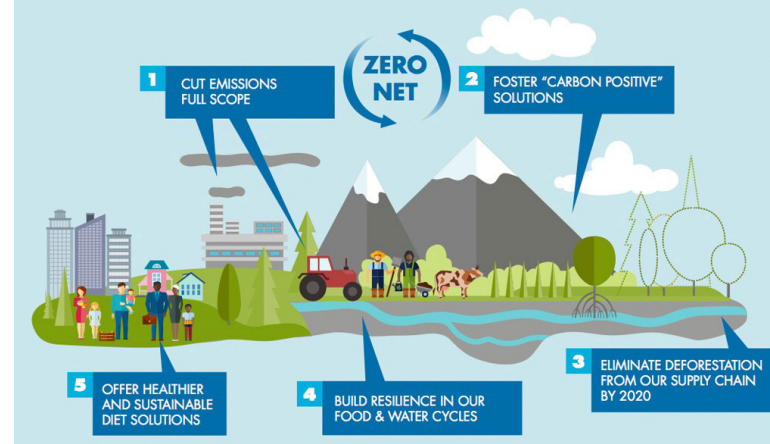 ZERO
NET
1
CUT EMISSIONS
FULL SCOPE
2
FOSTER “CARBON POSITIVE”
SOLUTIONS
3
ELIMINATE DEFORESTATION
FROM OUR SUPPLY CHAIN
BY 2020
4
BUILD RESILIENCE IN OUR
FOOD & WATER CYCLES
5
OFFER HEALTHIER
AND SUSTAINABLE
DIET SOLUTIONS